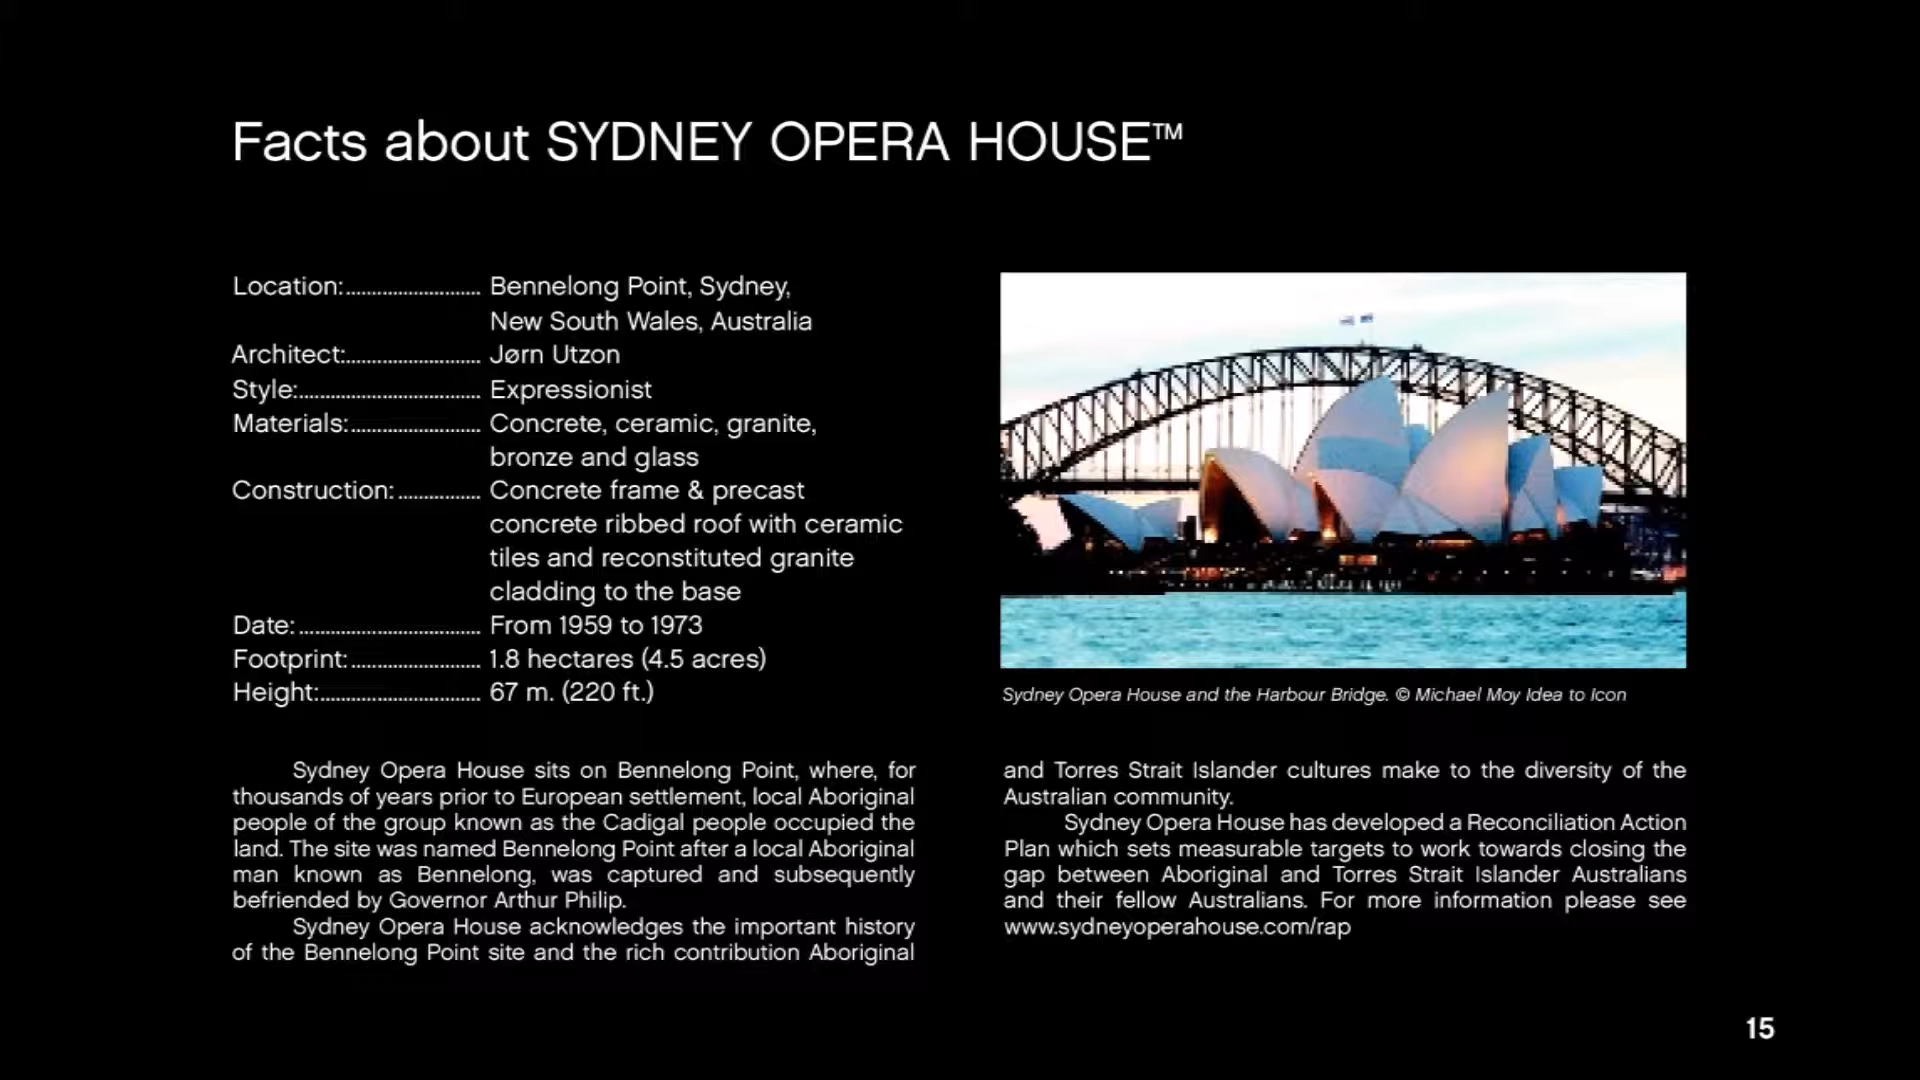 Facts about SYDNEY OPERA HOUSE™
Location:.......................... Bennelong Point, Sydney,
New South Wales, Australia
Architect:.......................... Jørn Utzon
Style:................................... Expressionist
Materials:......................... Concrete, ceramic, granite,
bronze and glass
Construction:................ Concrete frame & precast
concrete ribbed roof with ceramic
tiles and reconstituted granite
cladding to the base
Date:................................... From 1959 to 1973
Footprint:......................... 1.8 hectares (4.5 acres)
Height:............................... 67 m. (220 ft.)
Sydney Opera House and the Harbour Bridge. © Michael Moy Idea to Icon
Sydney Opera House sits on Bennelong Point, where, for
thousands of years prior to European settlement, local Aboriginal
people of the group known as the Cadigal people occupied the
land. The site was named Bennelong Point after a local Aboriginal
man known as Bennelong, was captured and subsequently
befriended by Governor Arthur Philip.
Sydney Opera House acknowledges the important history
of the Bennelong Point site and the rich contribution Aboriginal
and Torres Strait Islander cultures make to the diversity of the
Australian community.
Sydney Opera House has developed a Reconciliation Action
Plan which sets measurable targets to work towards closing the
gap between Aboriginal and Torres Strait Islander Australians
and their fellow Australians. For more information please see
www.sydneyoperahouse.com/rap
15